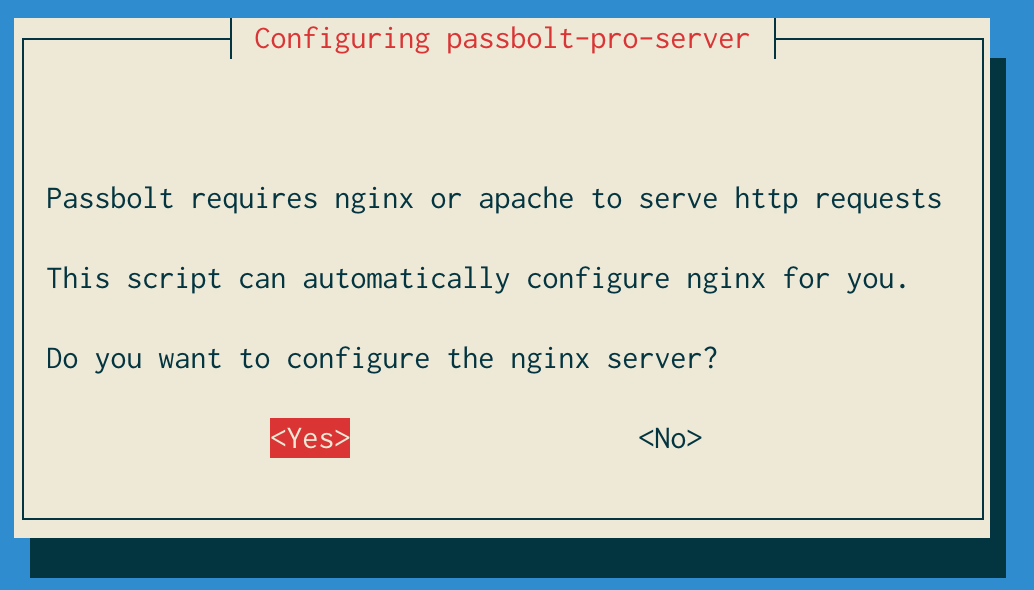 Configuring passbolt-pro-server
Passbolt requires nginx or apache to serve http requests
This script can automatically configure nginx for you.
Do you want to configure the nginx server?
<Yes> <No>